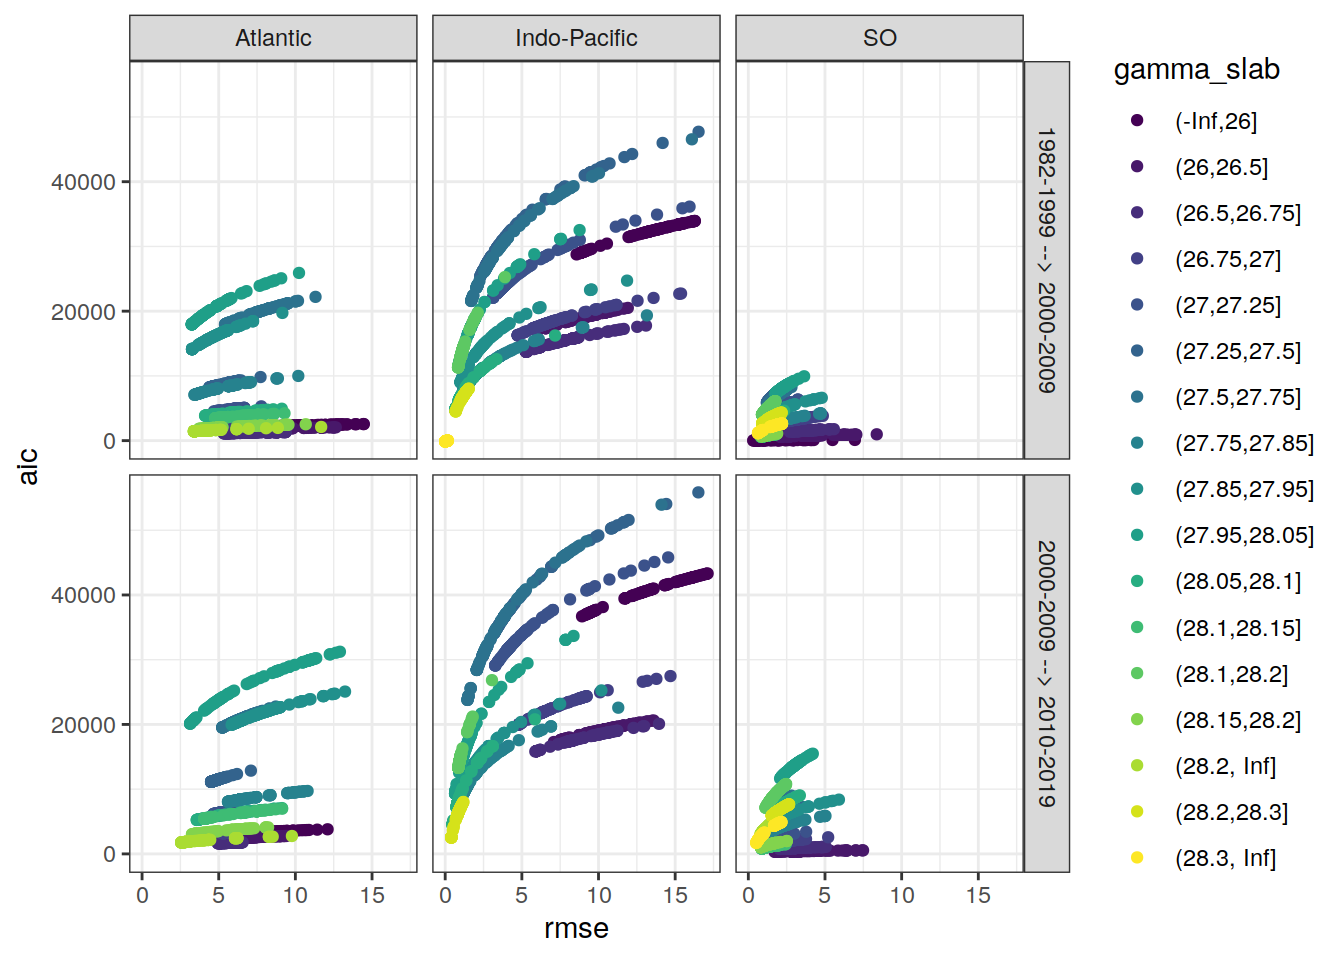 Atlantic
Indo-Pacific
SO
gamma_slab
(-Inf,26]
(26,26.5]
(26.5,26.75]
(26.75,27]
(27,27.25]
(27.25,27.5]
(27.5,27.75]
(27.75,27.85]
(27.85,27.95]
(27.95,28.05]
(28.05,28.1]
(28.1,28.15]
(28.1,28.2]
(28.15,28.2]
(28.2, Inf]
(28.2,28.3]
(28.3, Inf]
1982-1999 --> 2000-2009
2000-2009 --> 2010-2019
aic
40000
20000
0
40000
20000
0
0 5 10 15 0 5 10 15 0 5 10 15
rmse